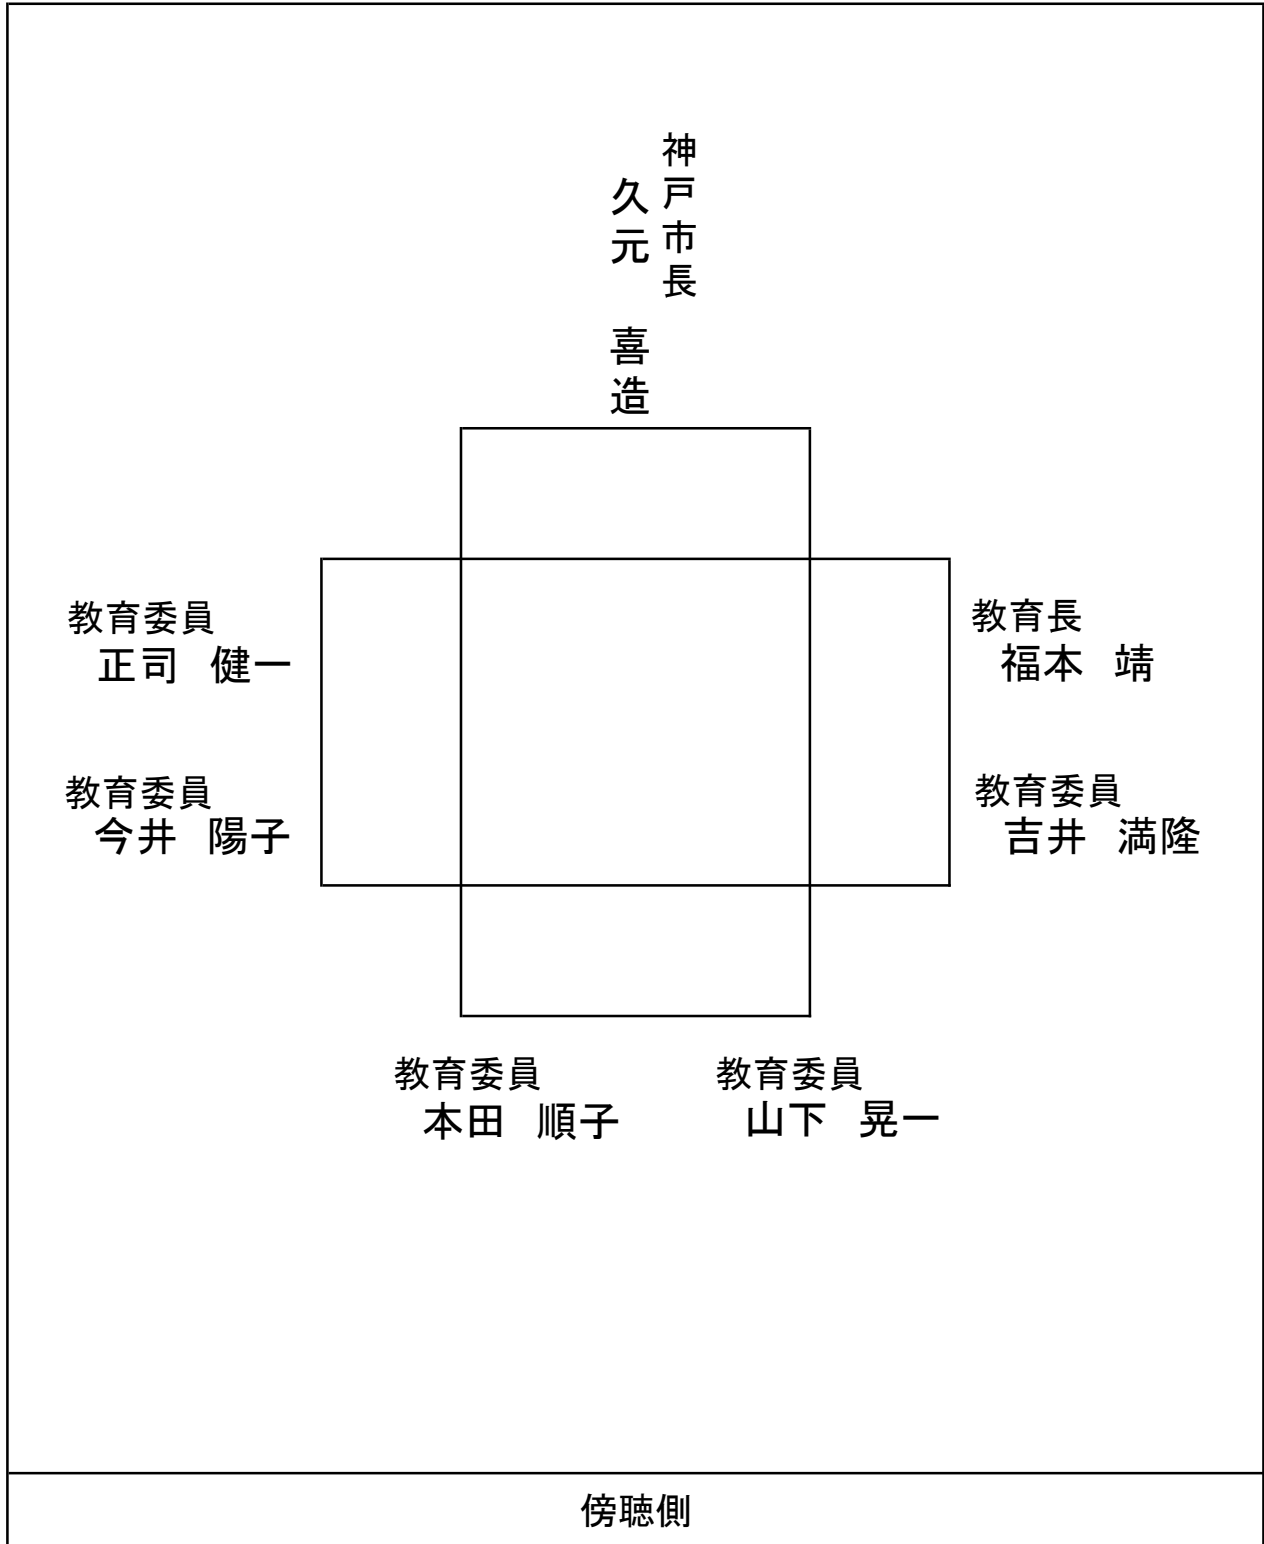 神戸市長
久元　喜造
教育委員
正司　健一
教育長
福本　靖
教育委員
今井　陽子
教育委員
吉井　満隆
教育委員
本田　順子
教育委員
山下　晃一
傍聴側